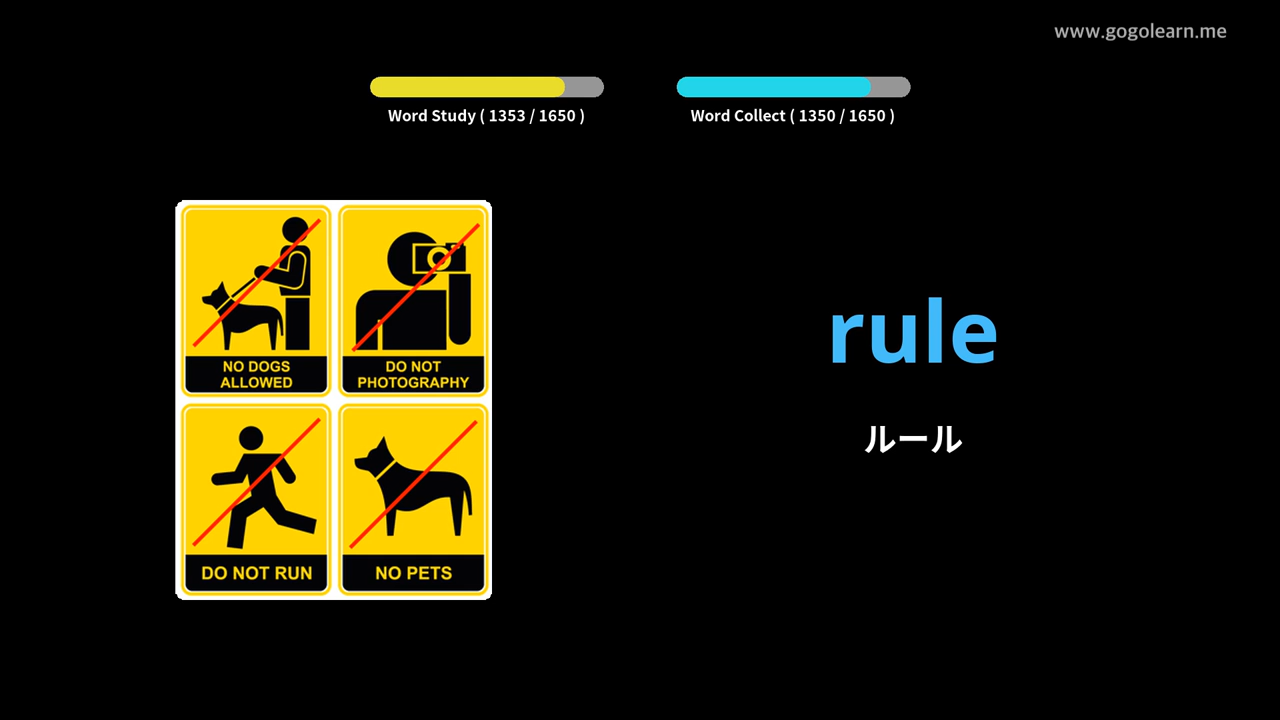 www.gogolearn.me
Word Study ( 1353 / 1650 )
Word Collect ( 1350 / 1650 )
NO DOGS
ALLOWED
DO NOT
PHOTOGRAPHY
DO NOT RUN
NO PETS
rule
ルール